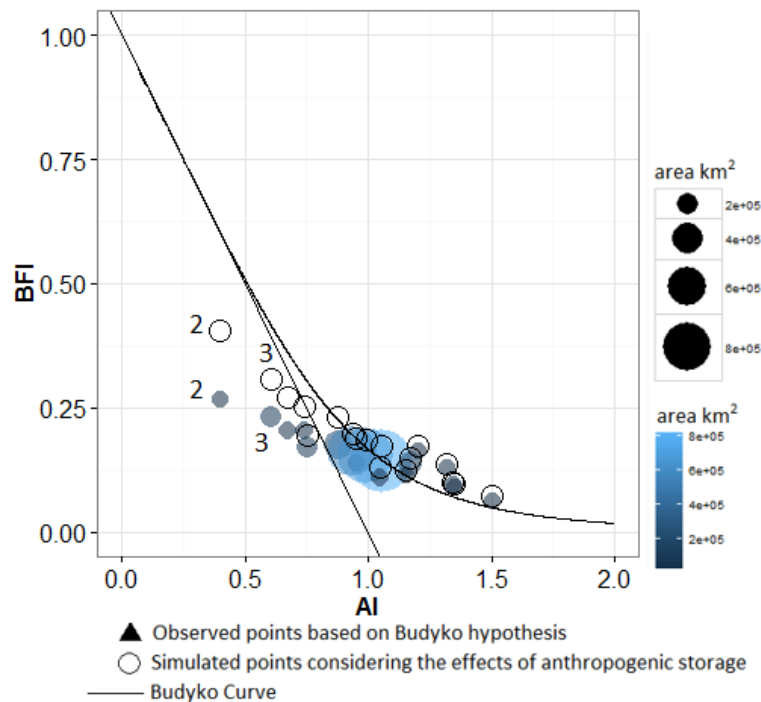 1.00
0.75
0.50
0.25
0.00
BFI
2
3
2
3
0.0
0.5
1.0
1.5
2.0
AI
area km²
2e+05
4e+05
6e+05
8e+05
area km²
8e+05
6e+05
4e+05
2e+05
Observed points based on Budyko hypothesis
Simulated points considering the effects of anthropogenic storage
Budyko Curve